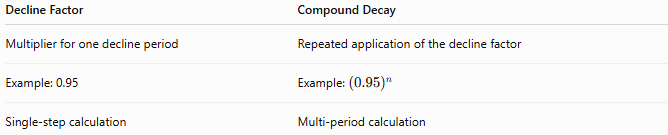 Decline Factor Compound Decay
Multiplier for one decline period Repeated application of the decline factor
Example: 0.95 Example: (0.95)ⁿ
Single-step calculation Multi-period calculation